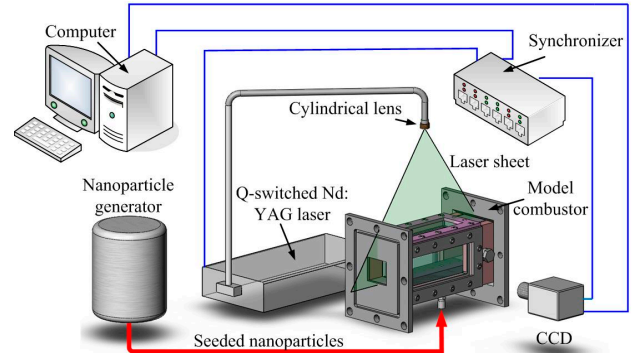 Computer
Synchronizer
Cylindrical lens
Laser sheet
Nanoparticle
generator
Q-switched Nd:
YAG laser
Model
combustor
Seeded nanoparticles
CCD